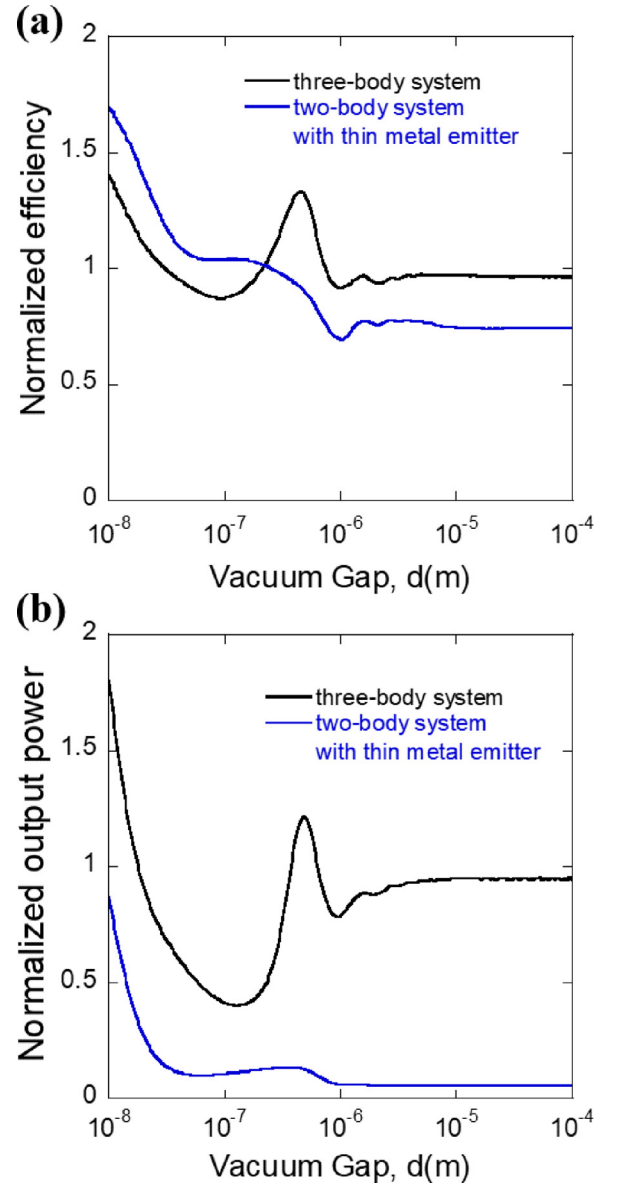 (a)
2
1.5
1
0.5
0
Normalized efficiency
three-body system
two-body system
with thin metal emitter
10-8 10-7 10-6 10-5 10-4
Vacuum Gap, d(m)
(b)
2
1.5
1
0.5
0
Normalized output power
three-body system
two-body system
with thin metal emitter
10-8 10-7 10-6 10-5 10-4
Vacuum Gap, d(m)